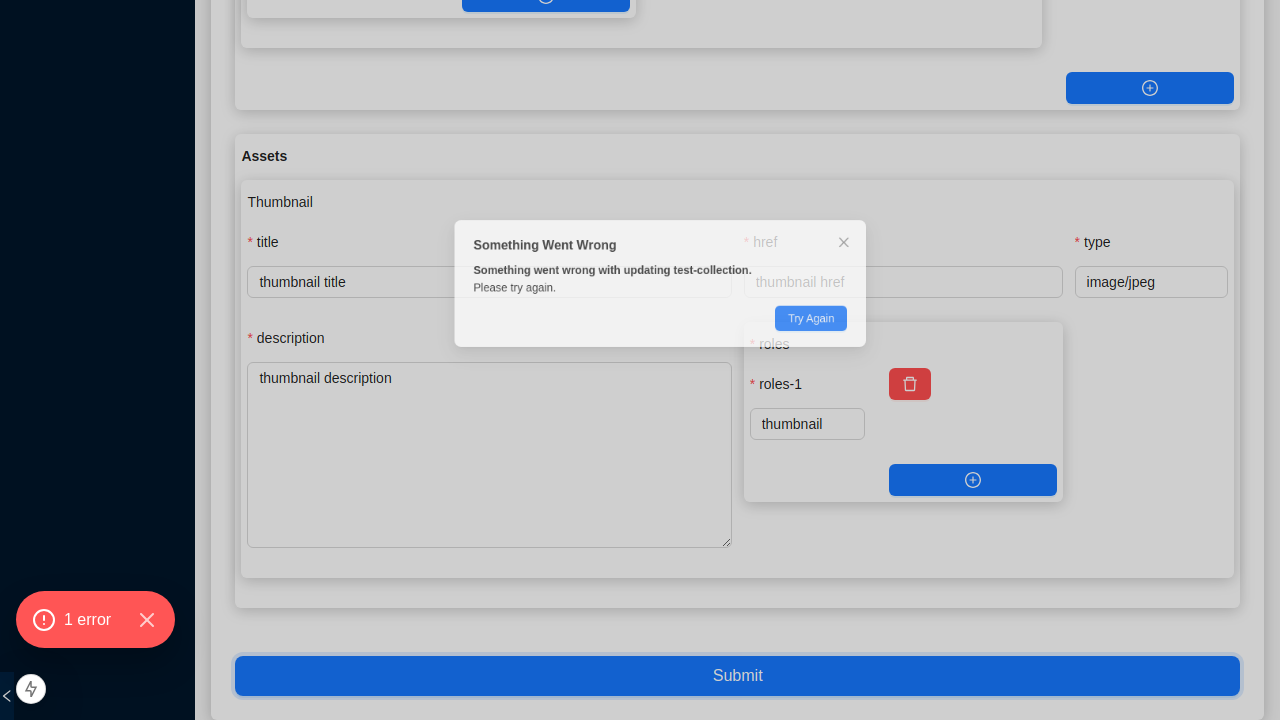 Assets
Thumbnail
* title
* href
* type
thumbnail title
thumbnail href
image/jpeg
Something Went Wrong
Something went wrong with updating test-collection.
Please try again.
Try Again
* description
* roles
thumbnail description
* roles-1
thumbnail
1 error
Submit